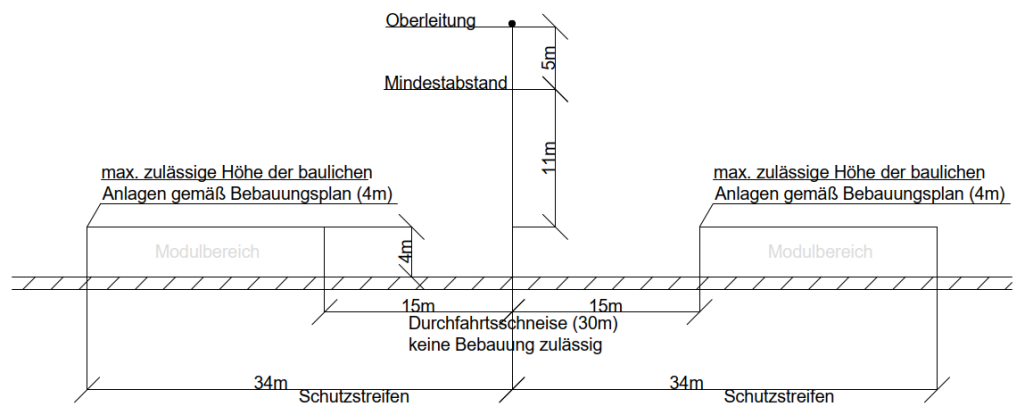 Oberleitung
5m
Mindestabstand
11m
max. zulässige Höhe der baulichen
Anlagen gemäß Bebauungsplan (4m)
max. zulässige Höhe der baulichen
Anlagen gemäß Bebauungsplan (4m)
Modulbereich
4m
Modulbereich
15m
15m
Durchfahrtsschneise (30m)
keine Bebauung zulässig
34m
34m
Schutzstreifen
Schutzstreifen